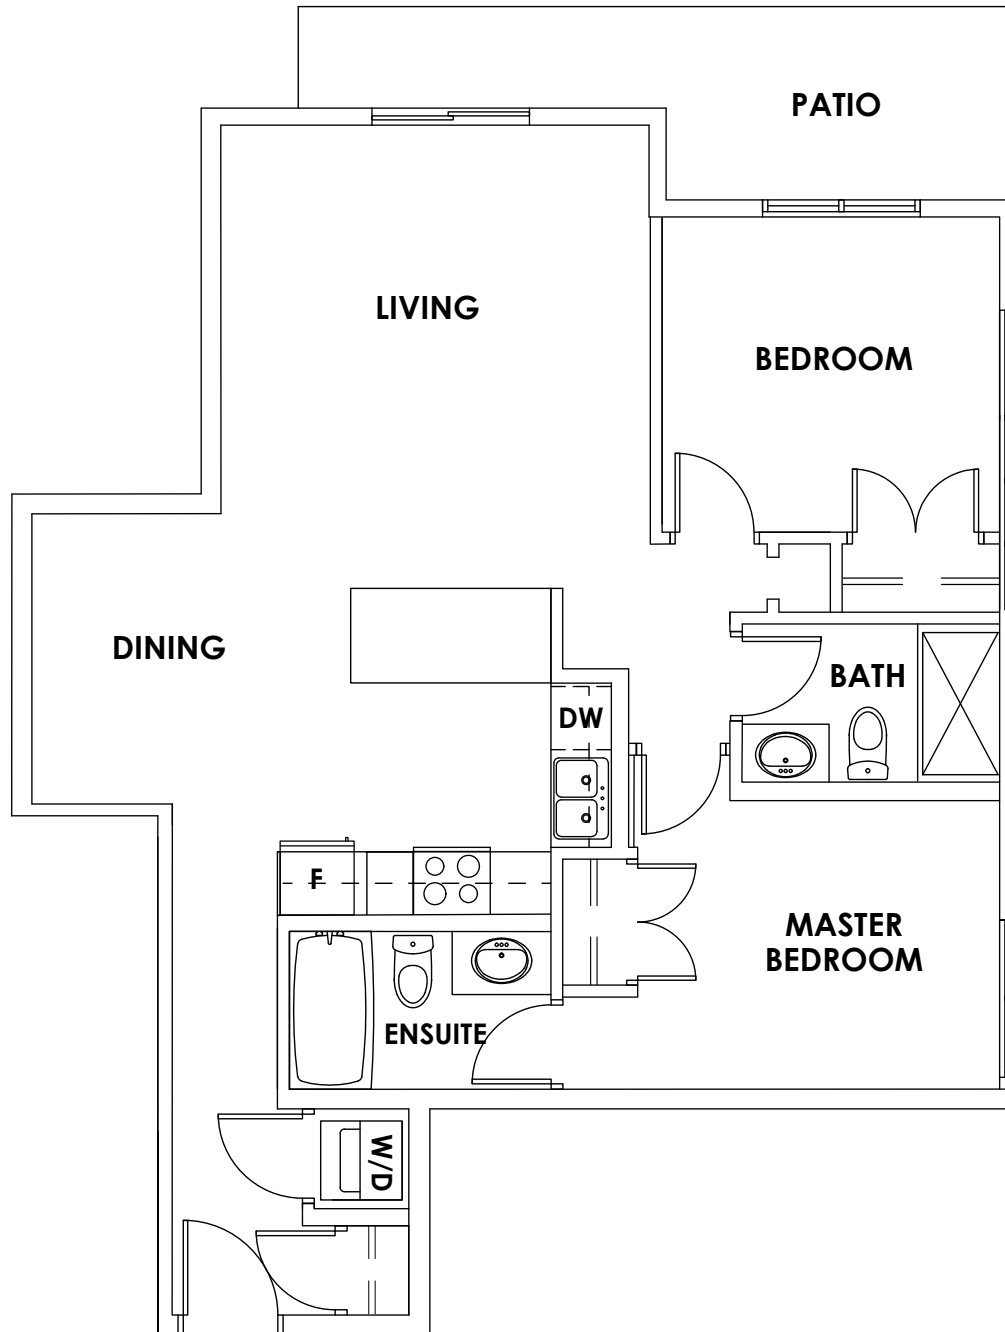 PATIO
LIVING
BEDROOM
DINING
BATH
DW
F
MASTER
BEDROOM
ENSUITE
W/D